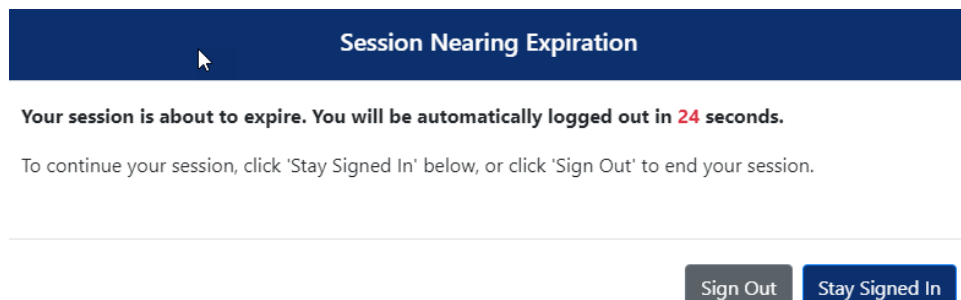 Session Nearing Expiration
Your session is about to expire. You will be automatically logged out in 24 seconds.
To continue your session, click 'Stay Signed In' below, or click 'Sign Out' to end your session.
Sign Out Stay Signed In